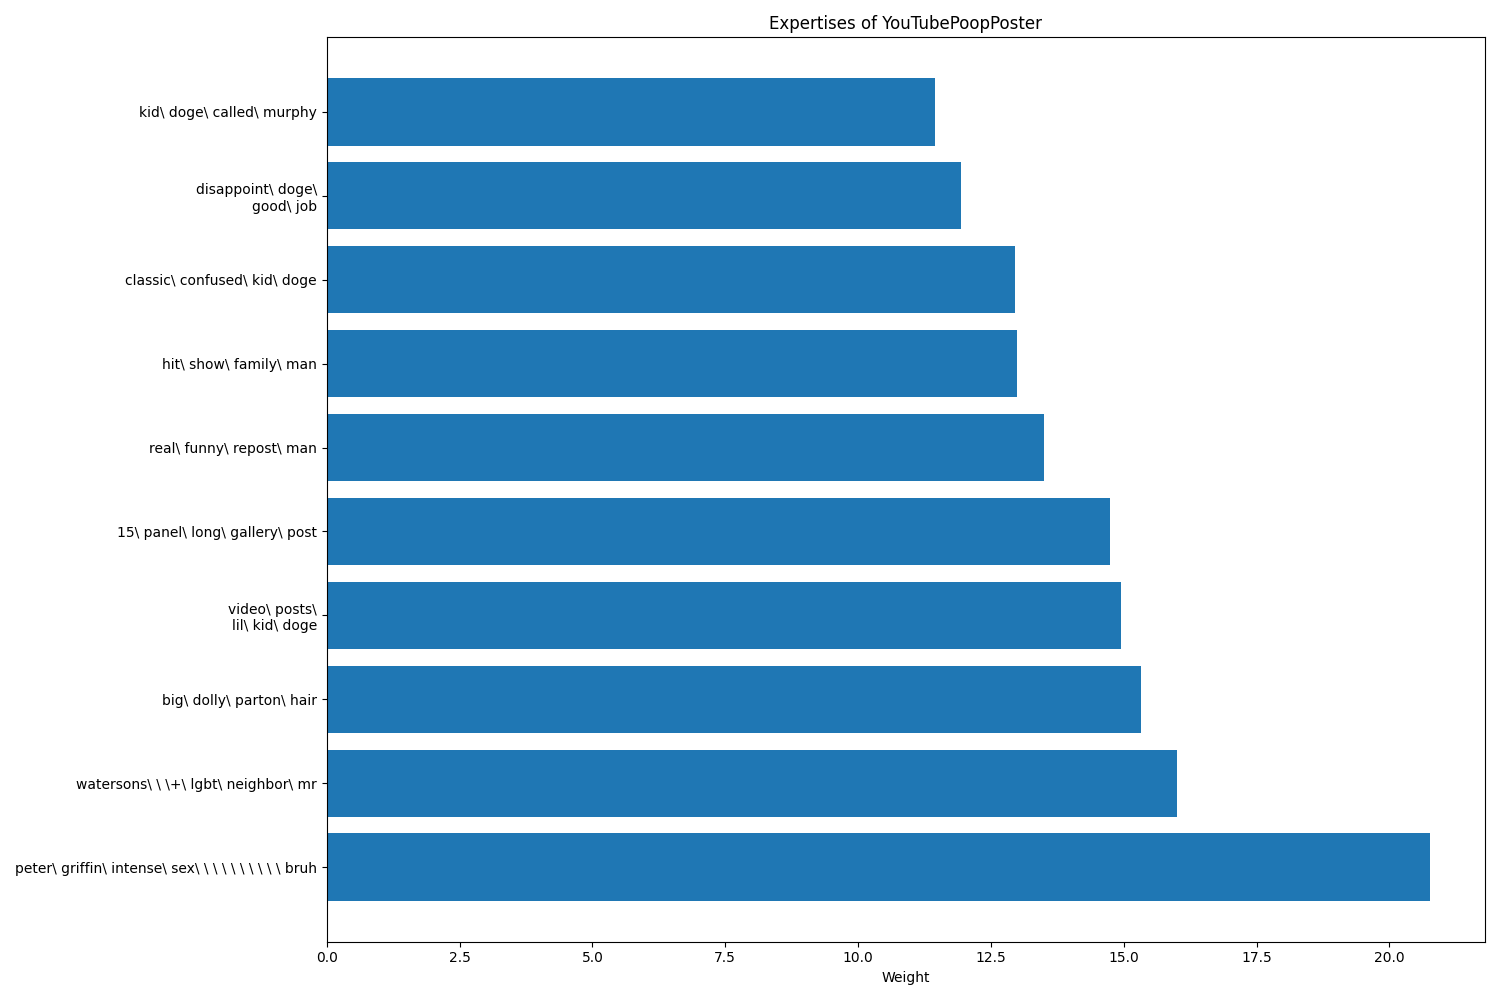 Expertises of YouTubePoopPoster
kid\ doge\ called\ murphy
disappoint\ doge\
good\ job
classic\ confused\ kid\ doge
hit\ show\ family\ man
real\ funny\ repost\ man
15\ panel\ long\ gallery\ post
video\ posts\
lil\ kid\ doge
big\ dolly\ parton\ hair
watersons\ \ \+\ lgbt\ neighbor\ mr
peter\ griffin\ intense\ sex\ \ \ \ \ \ \ \ \ \ bruh
0.0 2.5 5.0 7.5 10.0 12.5 15.0 17.5 20.0
Weight